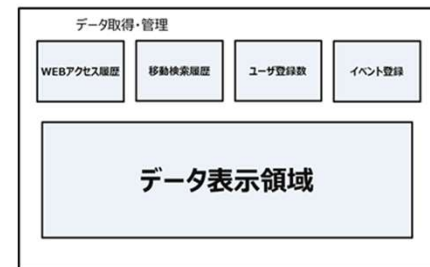 データ取得・管理
WEBアクセス履歴
移動検索履歴
ユーザ登録数
イベント登録
データ表示領域